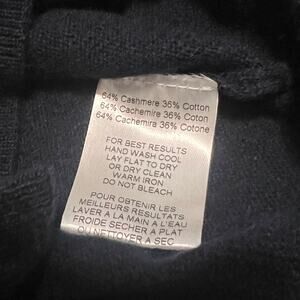 64% Cashmere 36% Cotton
64% Cachemire 36% Coton
64% Cachemira 36% Cotone
FOR BEST RESULTS
HAND WASH COOL
LAY FLAT TO DRY
OR DRY CLEAN
WARM IRON
DO NOT BLEACH
POUR OBTENIR LES
MEILLEURS RESULTATS
LAVER A LA MAIN A L'EAU
FROIDE SECHER A PLAT
OU NETTOYER A SEC